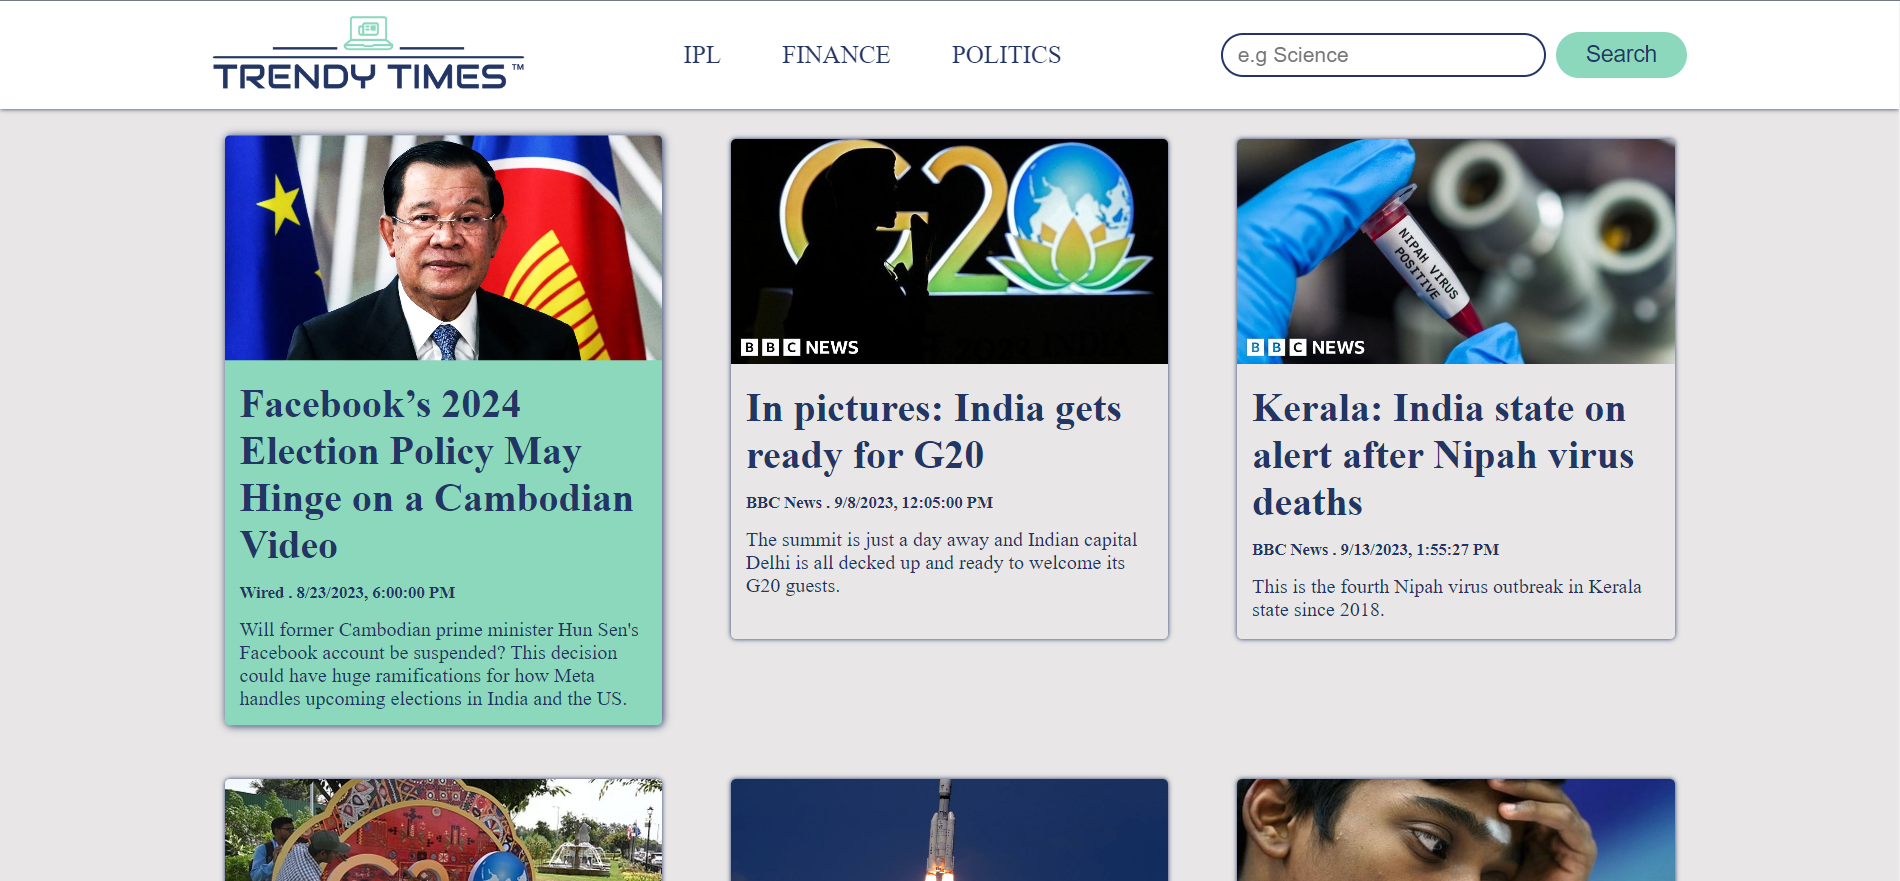 TRENDY TIMES™
IPL
FINANCE
POLITICS
e.g Science
Search
Facebook’s 2024
Election Policy May
Hinge on a Cambodian
Video
Wired . 8/23/2023, 6:00:00 PM
Will former Cambodian prime minister Hun Sen's
Facebook account be suspended? This decision
could have huge ramifications for how Meta
handles upcoming elections in India and the US.
G20
BBC NEWS
In pictures: India gets
ready for G20
BBC News . 9/8/2023, 12:05:00 PM
The summit is just a day away and Indian capital
Delhi is all decked up and ready to welcome its
G20 guests.
NIPAH VIRUS
POSITIVE
BBC NEWS
Kerala: India state on
alert after Nipah virus
deaths
BBC News . 9/13/2023, 1:55:27 PM
This is the fourth Nipah virus outbreak in Kerala
state since 2018.